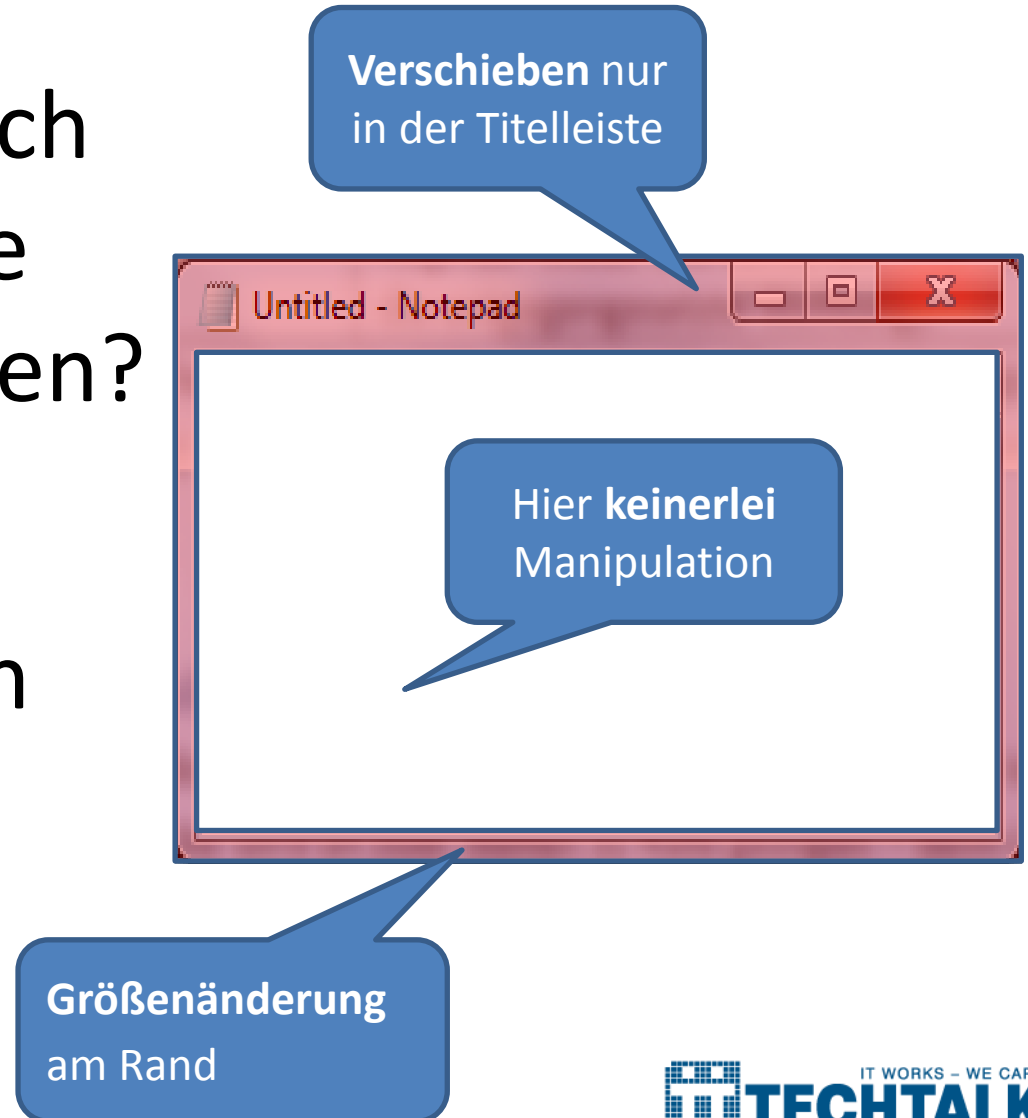 Verschieben nur
in der Titelleiste
ch
e
en?
Untitled - Notepad
Hier keinerlei
Manipulation
n
Größenänderung
am Rand
IT WORKS – WE CAR
TECHTALK